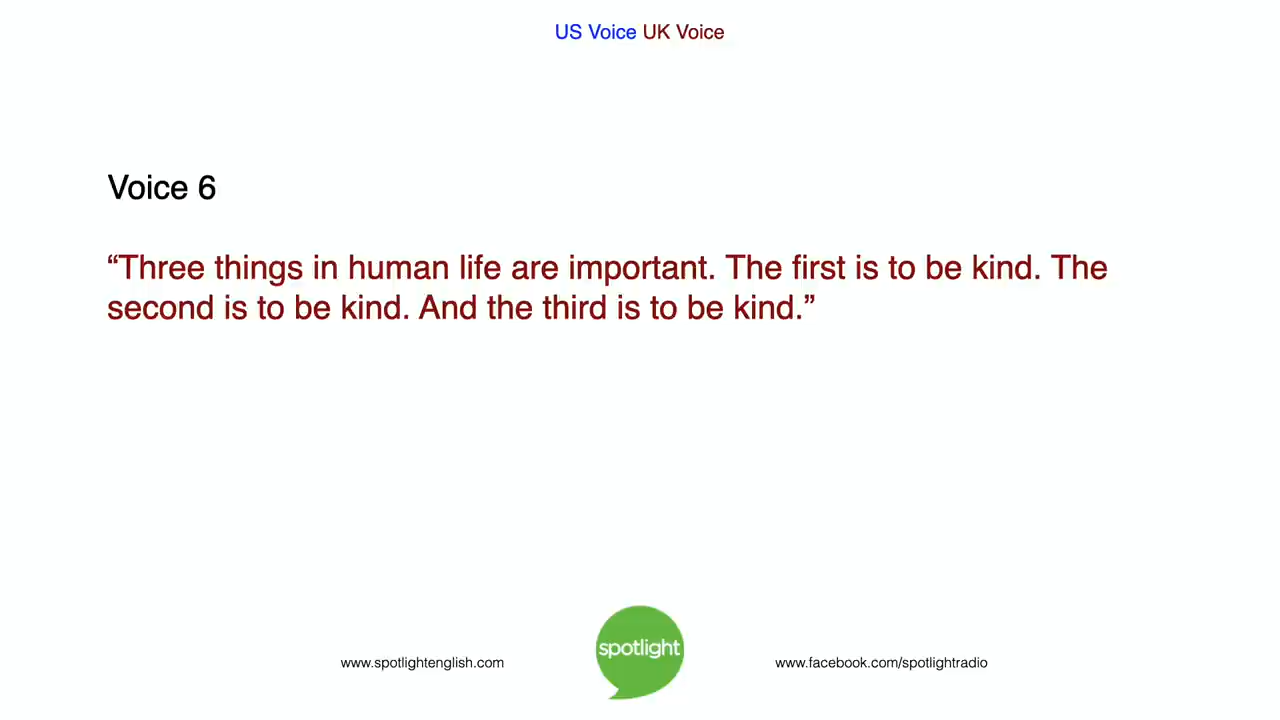 US Voice UK Voice
Voice 6
“Three things in human life are important. The first is to be kind. The
second is to be kind. And the third is to be kind.”
www.spotlightenglish.com
spotlight
www.facebook.com/spotlightradio